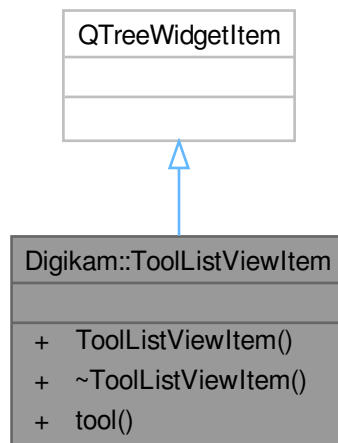 QTreeWidgetItem
Digikam::ToolListViewItem
+ ToolListViewItem()
+ ~ToolListViewItem()
+ tool()